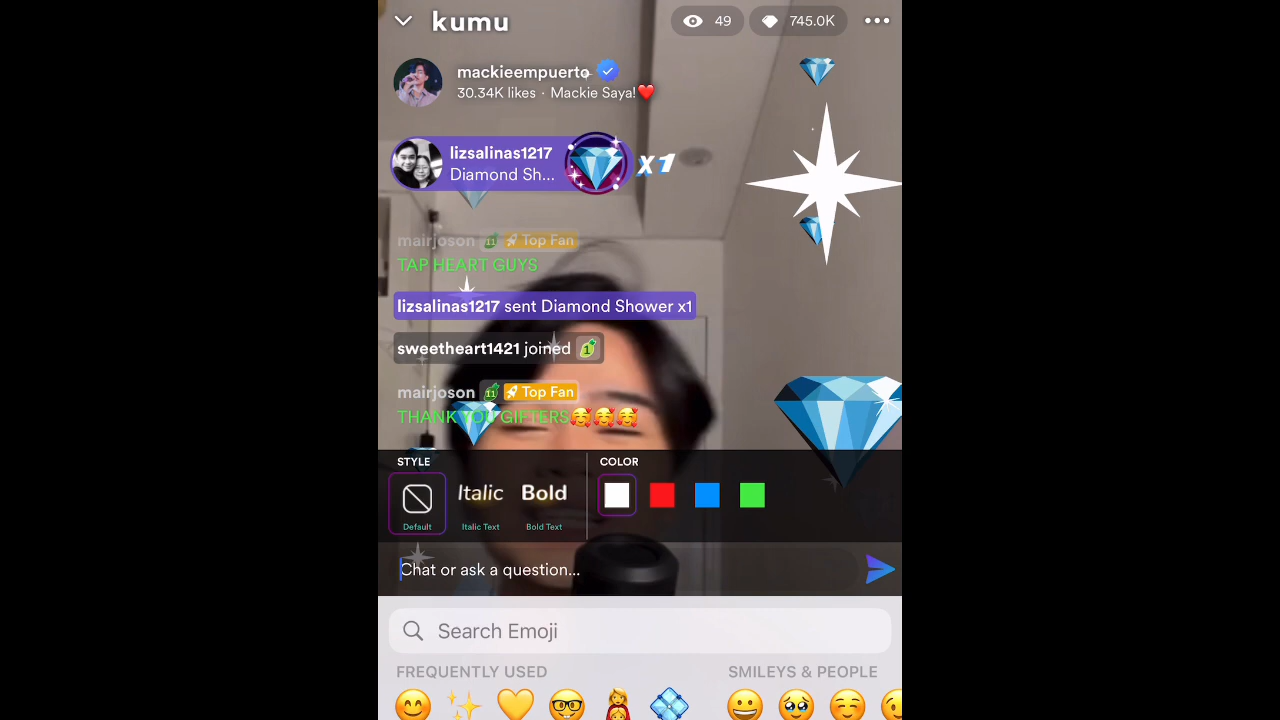 kumu
49
745.0K
mackieempuerto
30.34K likes · Mackie Saya!❤️
lizsalinas1217
Diamond Sh...
x1
mairjoson 11 Top Fan
TAP HEART GUYS
lizsalinas1217 sent Diamond Shower x1
sweetheart1421 joined 1
mairjoson 11 Top Fan
THANK YOU GIFTERS🥰🥰🥰
STYLE
COLOR
Italic
Bold
Default
Italic Text
Bold Text
Chat or ask a question...
Search Emoji
FREQUENTLY USED
SMILEYS & PEOPLE